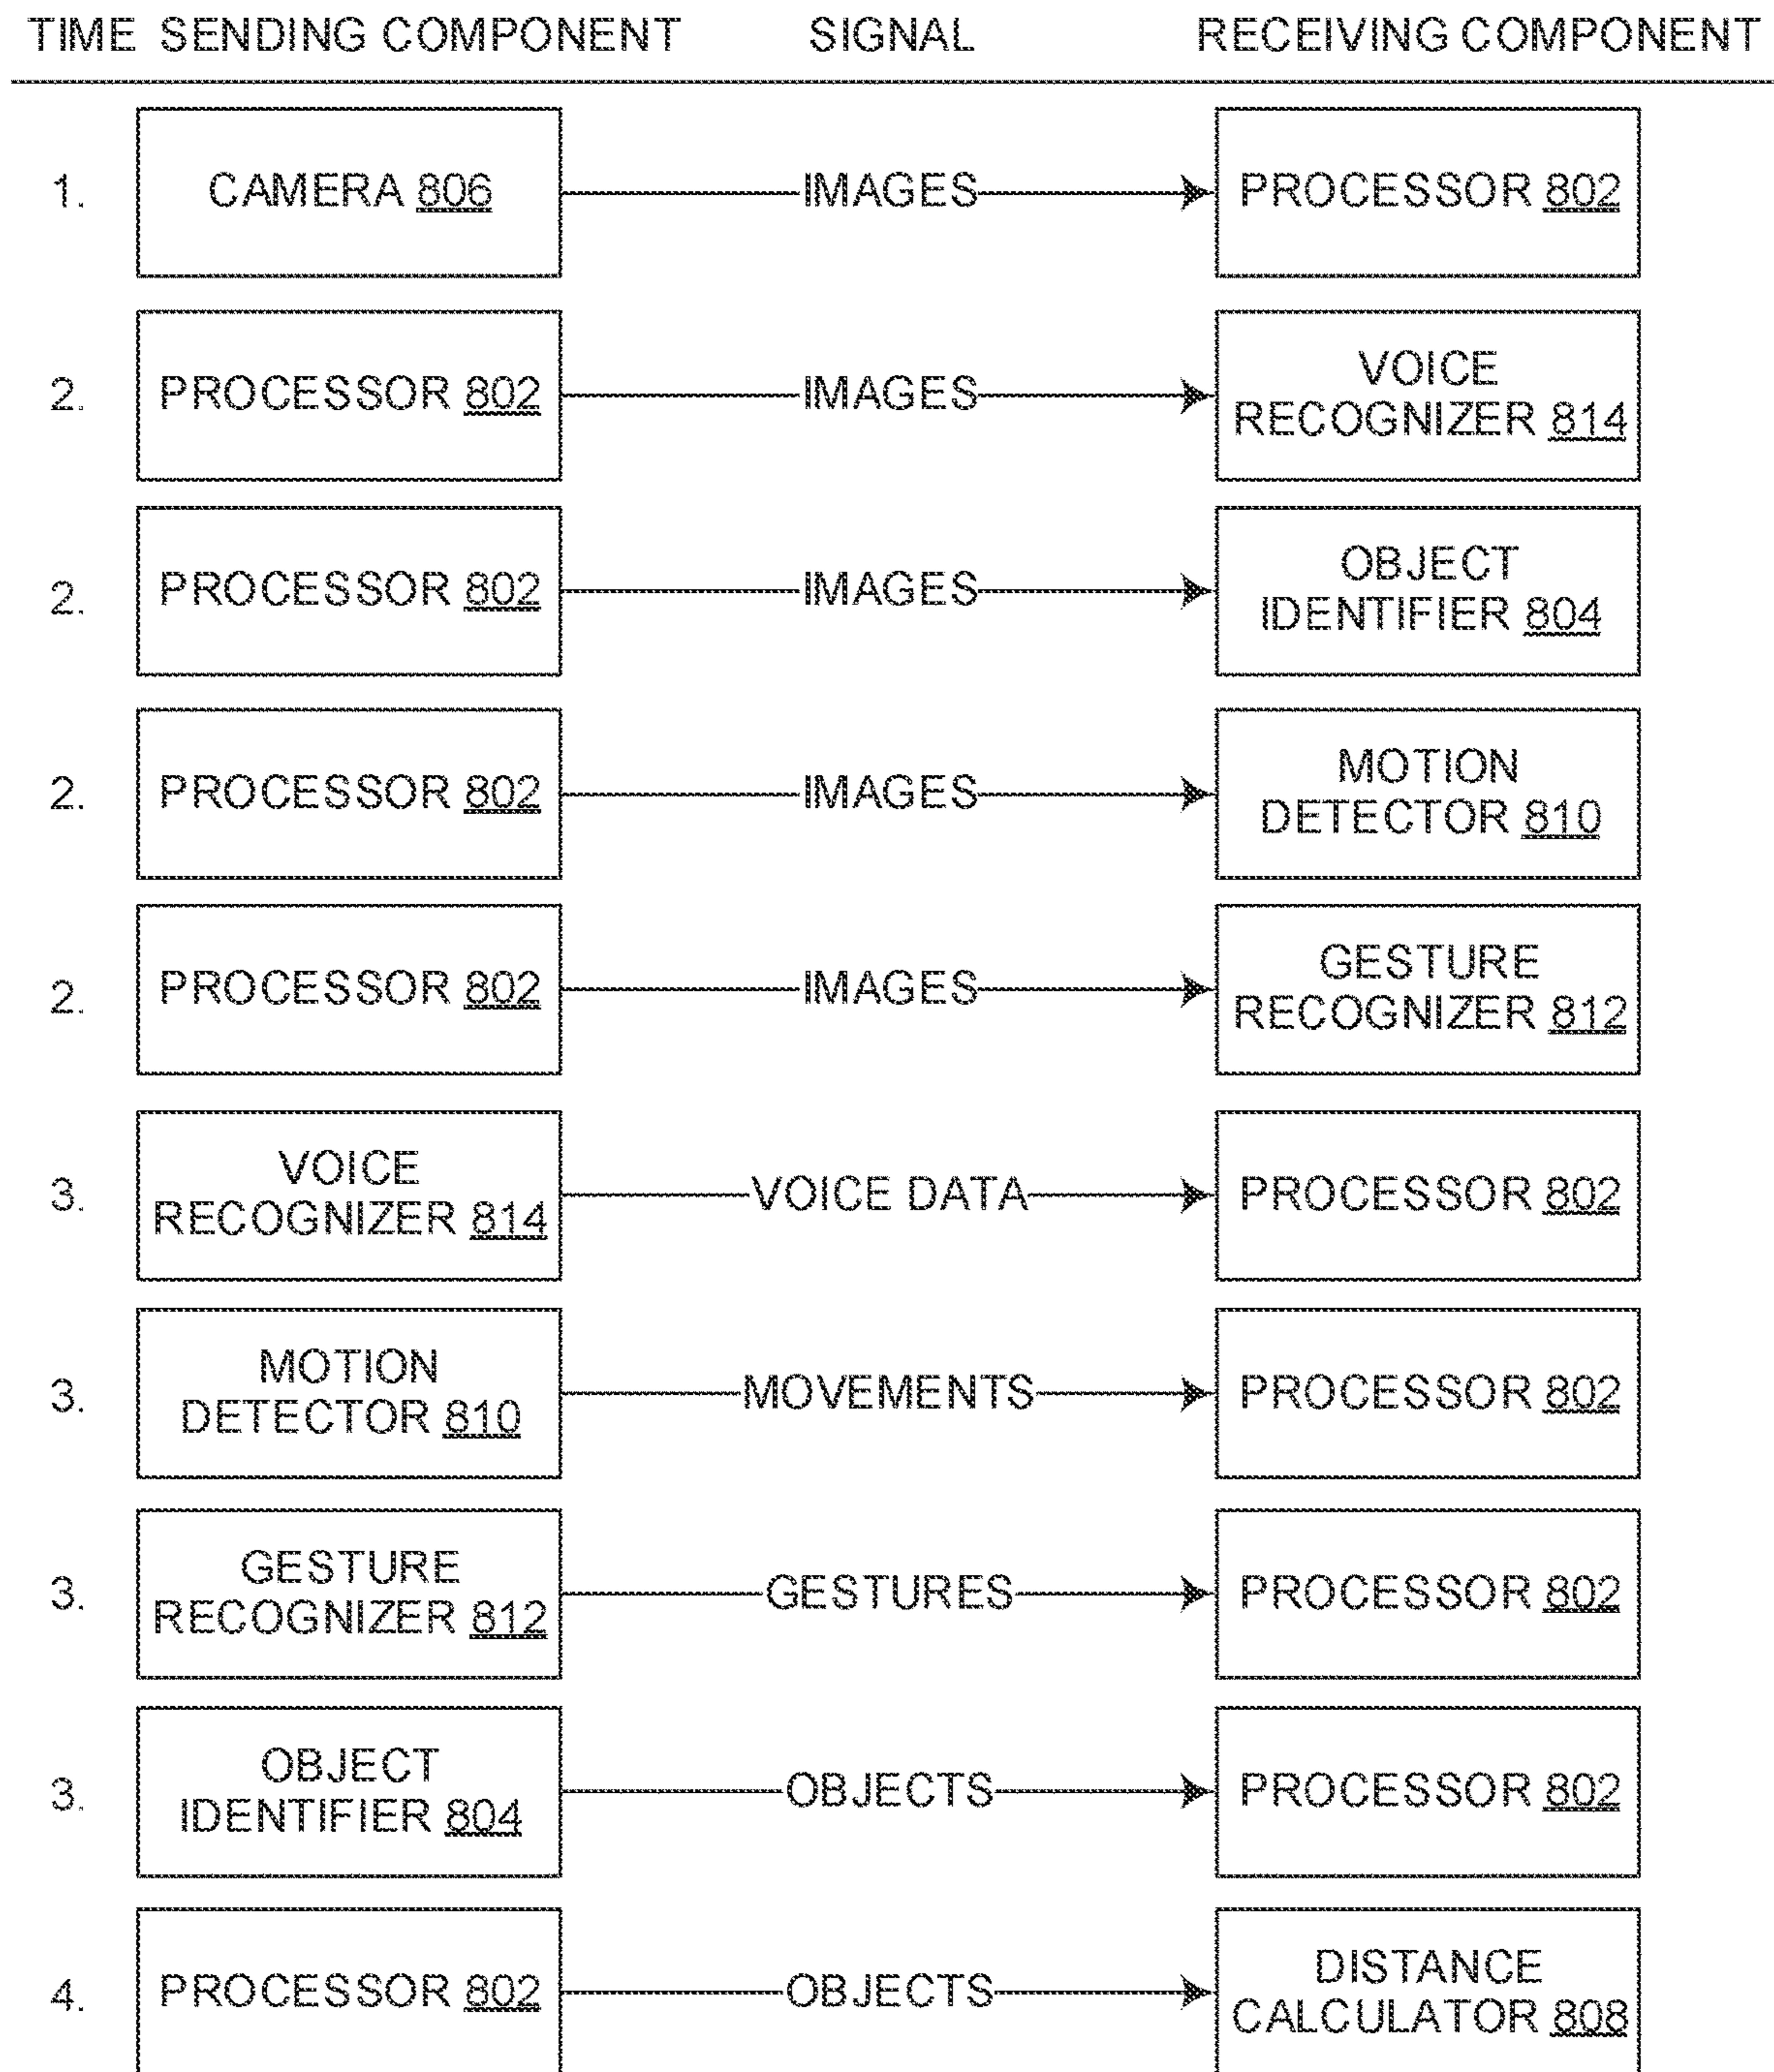 TIME SENDING COMPONENT SIGNAL RECEIVING COMPONENT
1. CAMERA 806 IMAGES PROCESSOR 802
2. PROCESSOR 802 IMAGES VOICE
RECOGNIZER 814
2. PROCESSOR 802 IMAGES OBJECT
IDENTIFIER 804
2. PROCESSOR 802 IMAGES MOTION
DETECTOR 810
2. PROCESSOR 802 IMAGES GESTURE
RECOGNIZER 812
3. VOICE
RECOGNIZER 814 VOICE DATA PROCESSOR 802
3. MOTION
DETECTOR 810 MOVEMENTS PROCESSOR 802
3. GESTURE
RECOGNIZER 812 GESTURES PROCESSOR 802
3. OBJECT
IDENTIFIER 804 OBJECTS PROCESSOR 802
4. PROCESSOR 802 OBJECTS DISTANCE
CALCULATOR 808